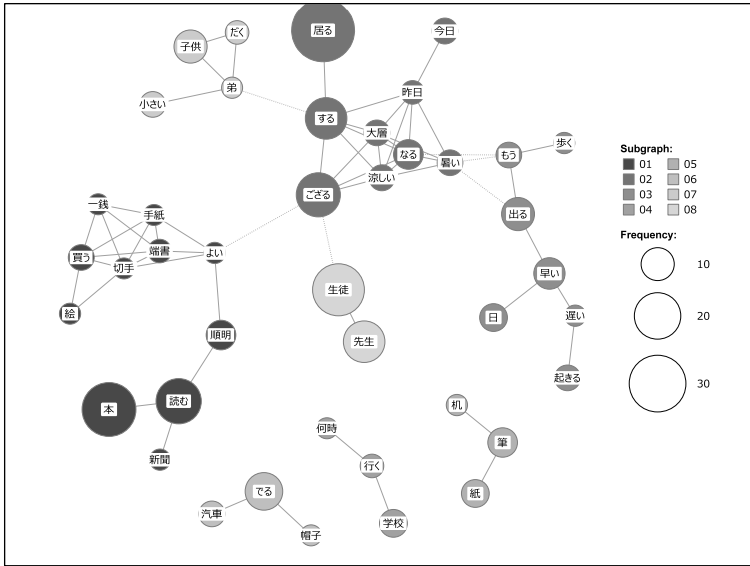 居る
今日
だく
子供
弟
昨日
小さい
する
大層
歩く
なる
もう
暑い
涼しい
ござる
一銭
手紙
出る
端書
よい
買う
切手
早い
生徒
絵
日
遅い
順明
先生
起きる
読む
本
机
何時
筆
新聞
行く
でる
紙
汽車
学校
帽子
Subgraph:
01 05
02 06
03 07
04 08
Frequency:
10
20
30